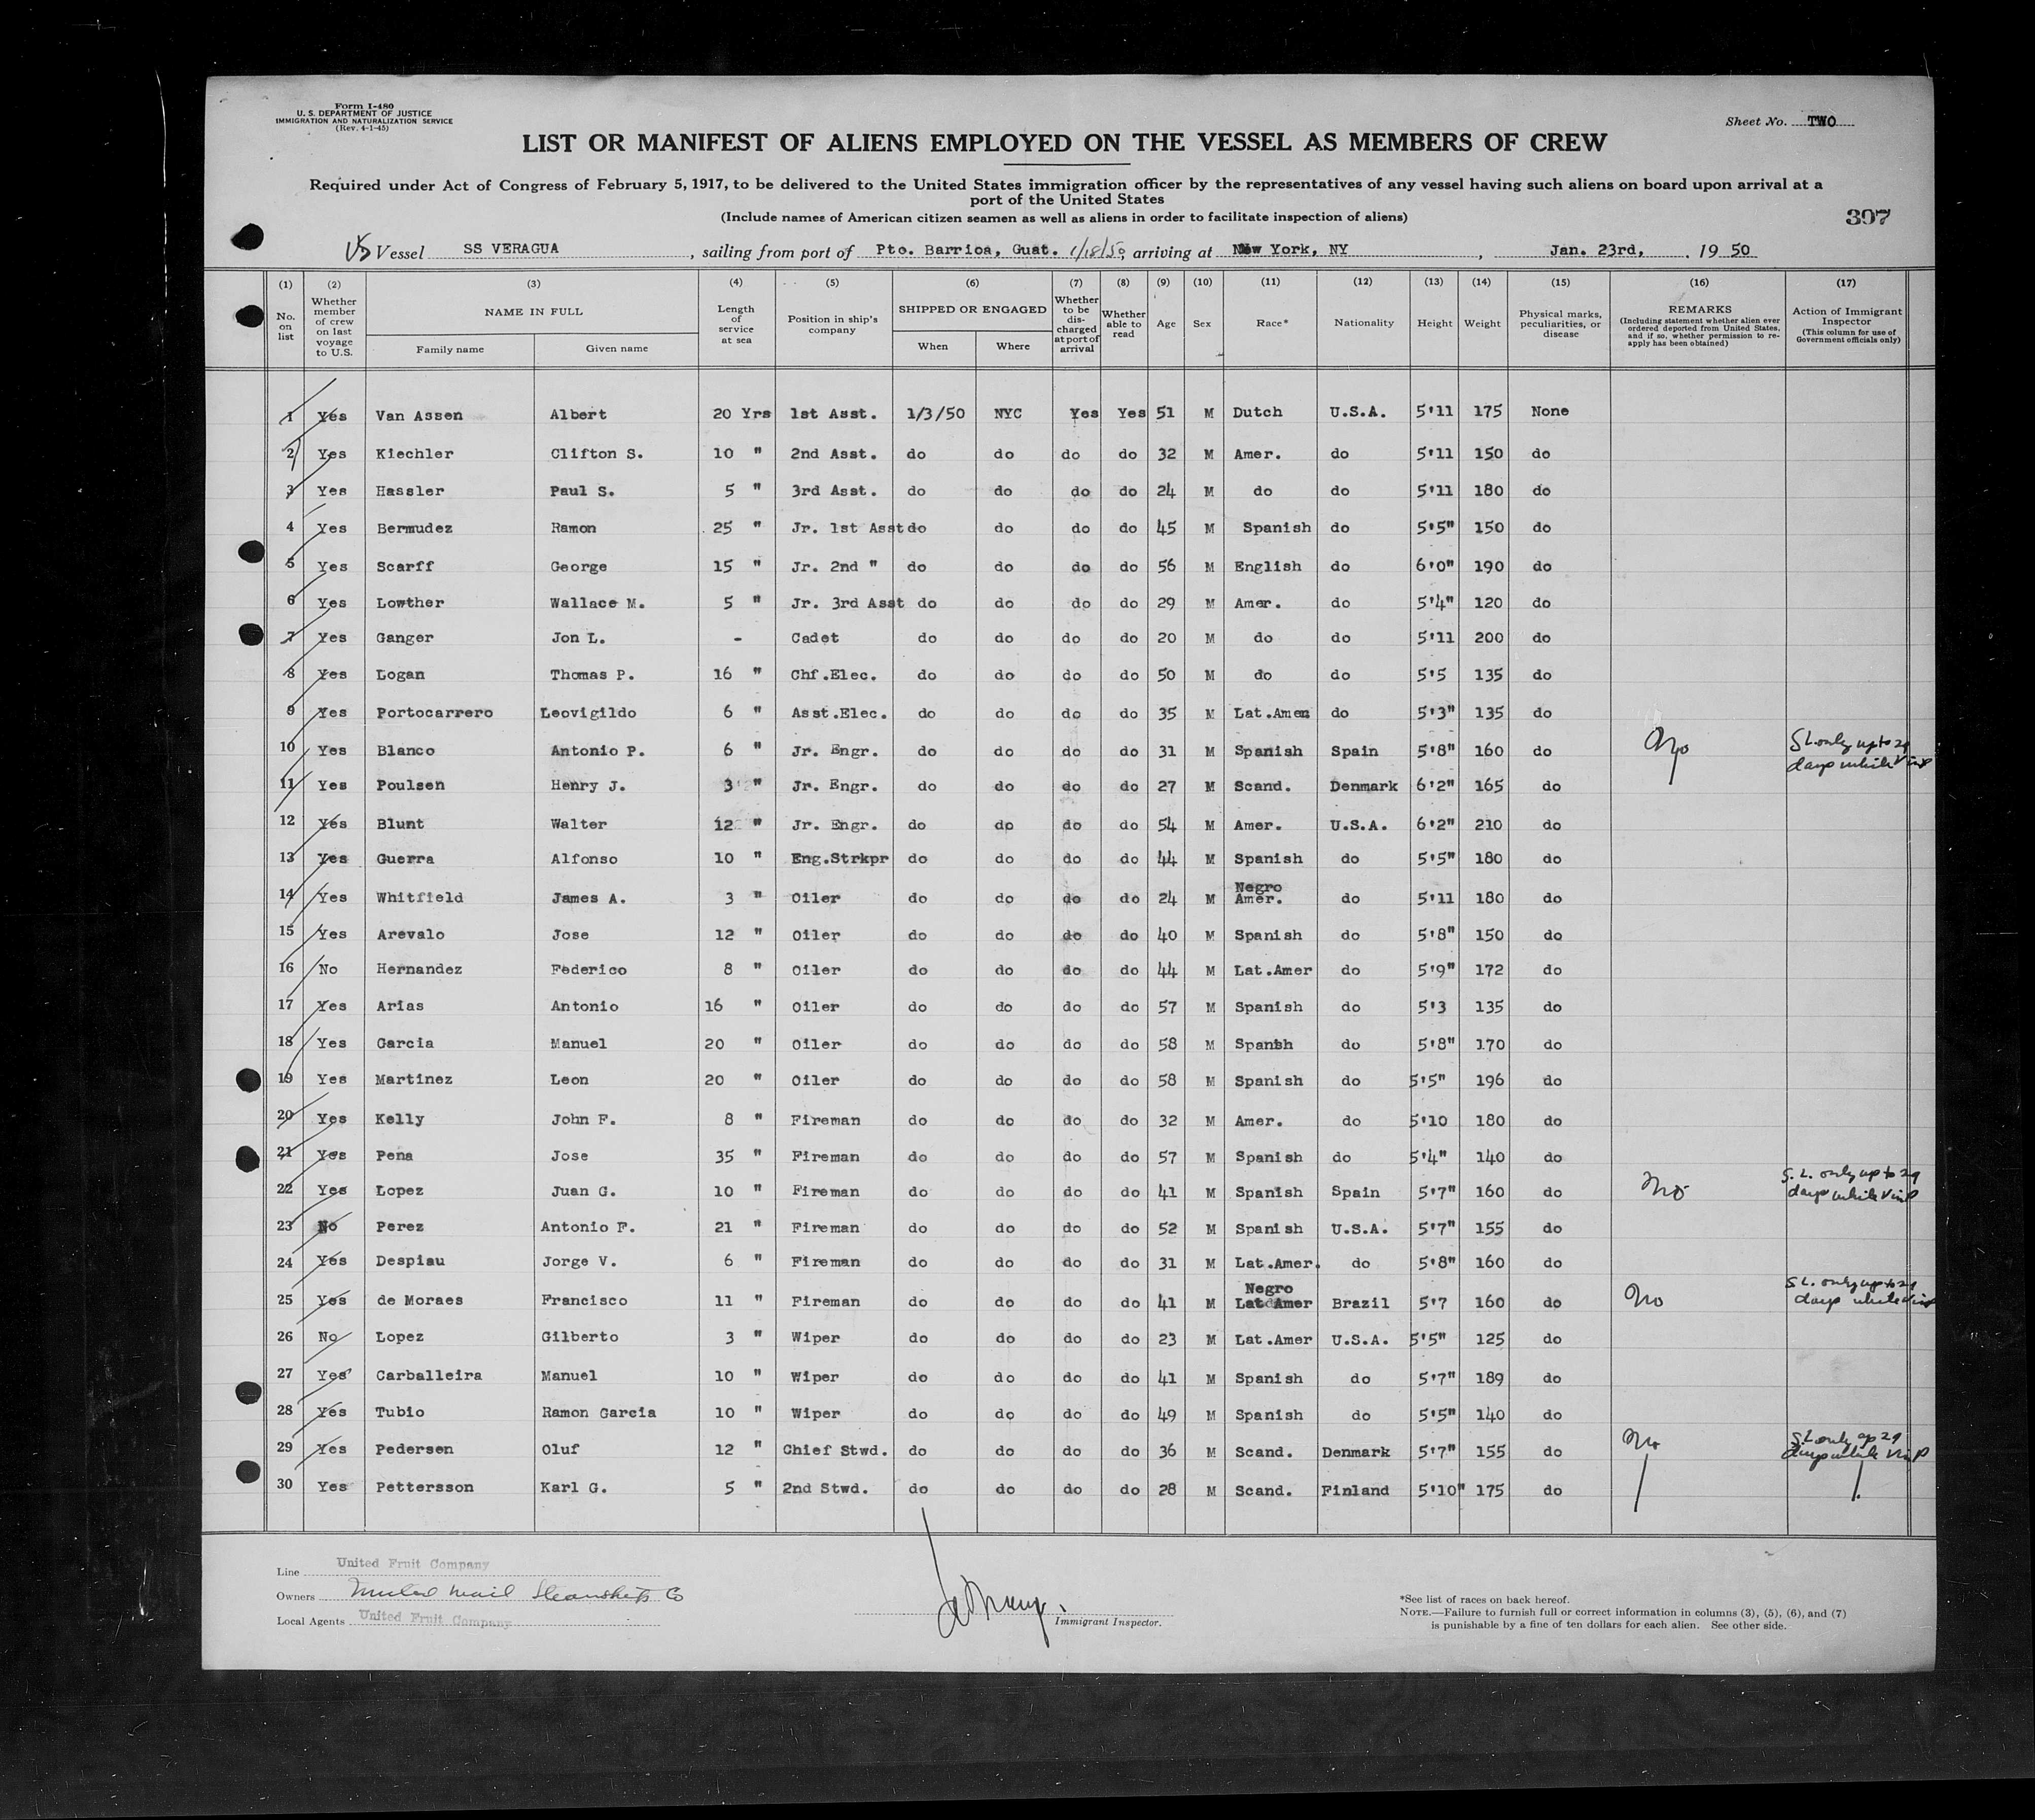 Form I-480
U. S. DEPARTMENT OF JUSTICE
IMMIGRATION AND NATURALIZATION SERVICE
(Rev. 4-1-45)
Sheet No. TWO
LIST OR MANIFEST OF ALIENS EMPLOYED ON THE VESSEL AS MEMBERS OF CREW
Required under Act of Congress of February 5, 1917, to be delivered to the United States immigration officer by the representatives of any vessel having such aliens on board upon arrival at a
port of the United States
(Include names of American citizen seamen as well as aliens in order to facilitate inspection of aliens)
307
US Vessel SS VERAGUA, sailing from port of Pto. Barrios, Guat. 1/18/50, arriving at New York, NY, Jan. 23rd, 19 50
(1) (2) (3) (4) (5) (6) (7) (8) (9) (10) (11) (12) (13) (14) (15) (16) (17)
No. on list
Whether member of crew on last voyage to U.S.
NAME IN FULL
Family name
Given name
Length of service at sea
Position in ship's company
SHIPPED OR ENGAGED
When
Where
Whether to be discharged at port of arrival
Whether able to read
Age
Sex
Race*
Nationality
Height
Weight
Physical marks, peculiarities, or disease
REMARKS
(Including statement whether alien ever ordered deported from United States, and if so, whether permission to reapply has been obtained)
Action of Immigrant Inspector
(This column for use of Government officials only)
1 Yes Van Assen Albert 20 Yrs 1st Asst. 1/3/50 NYC Yes Yes 51 M Dutch U.S.A. 5'11 175 None
2 Yes Kiechler Clifton S. 10 " 2nd Asst. do do do do 32 M Amer. do 5'11 150 do
3 Yes Hassler Paul S. 5 " 3rd Asst. do do do do 24 M do do 5'11 180 do
4 Yes Bermudez Ramon 25 " Jr. 1st Asst do do do do 45 M Spanish do 5'5" 150 do
5 Yes Scarff George 15 " Jr. 2nd " do do do do 56 M English do 6'0" 190 do
6 Yes Lowther Wallace M. 5 " Jr. 3rd Asst do do do do 29 M Amer. do 5'4" 120 do
7 Yes Ganger Jon L. - Cadet do do do do 20 M do do 5'11 200 do
8 Yes Logan Thomas P. 16 " Chf.Elec. do do do do 50 M do do 5'5 135 do
9 Yes Portocarrero Leovigildo 6 " Asst.Elec. do do do do 35 M Lat.Amer do 5'3" 135 do
10 Yes Blanco Antonio P. 6 " Jr. Engr. do do do do 31 M Spanish Spain 5'8" 160 do No S L only up to 29 days while V in P
11 Yes Poulsen Henry J. 3 " Jr. Engr. do do do do 27 M Scand. Denmark 6'2" 165 do
12 Yes Blunt Walter 12 " Jr. Engr. do do do do 54 M Amer. U.S.A. 6'2" 210 do
13 Yes Guerra Alfonso 10 " Eng.Strkpr do do do do 44 M Spanish do 5'5" 180 do
14 Yes Whitfield James A. 3 " Oiler do do do do 24 M Negro Amer. do 5'11 180 do
15 Yes Arevalo Jose 12 " Oiler do do do do 40 M Spanish do 5'8" 150 do
16 No Hernandez Federico 8 " Oiler do do do do 44 M Lat.Amer do 5'9" 172 do
17 Yes Arias Antonio 16 " Oiler do do do do 57 M Spanish do 5'3 135 do
18 Yes Garcia Manuel 20 " Oiler do do do do 58 M Spanish do 5'8" 170 do
19 Yes Martinez Leon 20 " Oiler do do do do 58 M Spanish do 5'5" 196 do
20 Yes Kelly John F. 8 " Fireman do do do do 32 M Amer. do 5'10 180 do
21 Yes Pena Jose 35 " Fireman do do do do 57 M Spanish do 5'4" 140 do
22 Yes Lopez Juan G. 10 " Fireman do do do do 41 M Spanish Spain 5'7" 160 do No S. L. only up to 29 days while V in P
23 No Perez Antonio F. 21 " Fireman do do do do 52 M Spanish U.S.A. 5'7" 155 do
24 Yes Despiau Jorge V. 6 " Fireman do do do do 31 M Lat.Amer. do 5'8" 160 do
25 Yes de Moraes Francisco 11 " Fireman do do do do 41 M Negro Lat Amer Brazil 5'7 160 do No S L. only up to 29 days while V in P
26 No Lopez Gilberto 3 " Wiper do do do do 23 M Lat.Amer U.S.A. 5'5" 125 do
27 Yes Carballeira Manuel 10 " Wiper do do do do 41 M Spanish do 5'7" 189 do
28 Yes Tubio Ramon Garcia 10 " Wiper do do do do 49 M Spanish do 5'5" 140 do
29 Yes Pedersen Oluf 12 " Chief Stwd. do do do do 36 M Scand. Denmark 5'7" 155 do No S L only up 29 days while V in P
30 Yes Pettersson Karl G. 5 " 2nd Stwd. do do do do 28 M Scand. Finland 5'10" 175 do
Line United Fruit Company
Owners United Mail Steamship Co
Local Agents United Fruit Company
Immigrant Inspector.
*See list of races on back hereof.
NOTE.—Failure to furnish full or correct information in columns (3), (5), (6), and (7)
is punishable by a fine of ten dollars for each alien. See other side.